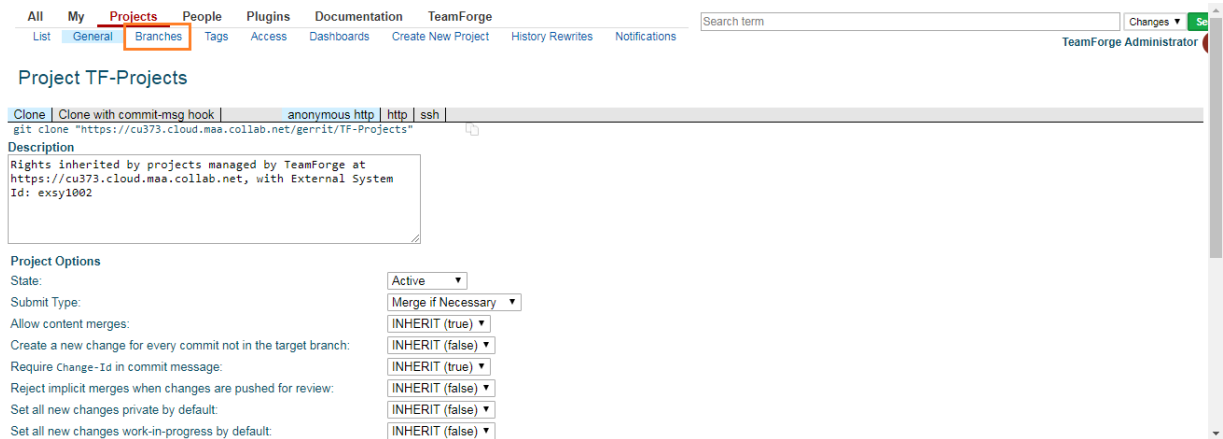 All My Projects People Plugins Documentation TeamForge
Search term
Changes ▼
List General Branches Tags Access Dashboards Create New Project History Rewrites Notifications
TeamForge Administrator
Project TF-Projects
Clone Clone with commit-msg hook anonymous http http ssh
git clone "https://cu373.cloud.maa.collab.net/gerrit/TF-Projects"
Description
Rights inherited by projects managed by TeamForge at
https://cu373.cloud.maa.collab.net, with External System
Id: exsy1002
Project Options
State: Active ▼
Submit Type: Merge if Necessary ▼
Allow content merges: INHERIT (true) ▼
Create a new change for every commit not in the target branch: INHERIT (false) ▼
Require Change-Id in commit message: INHERIT (true) ▼
Reject implicit merges when changes are pushed for review: INHERIT (false) ▼
Set all new changes private by default: INHERIT (false) ▼
Set all new changes work-in-progress by default: INHERIT (false) ▼